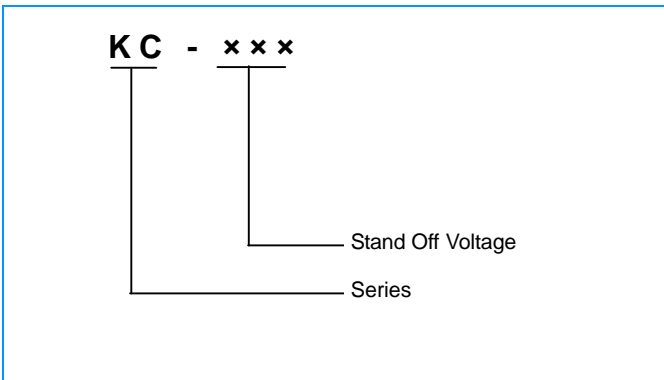 KC - ×××
Stand Off Voltage
Series